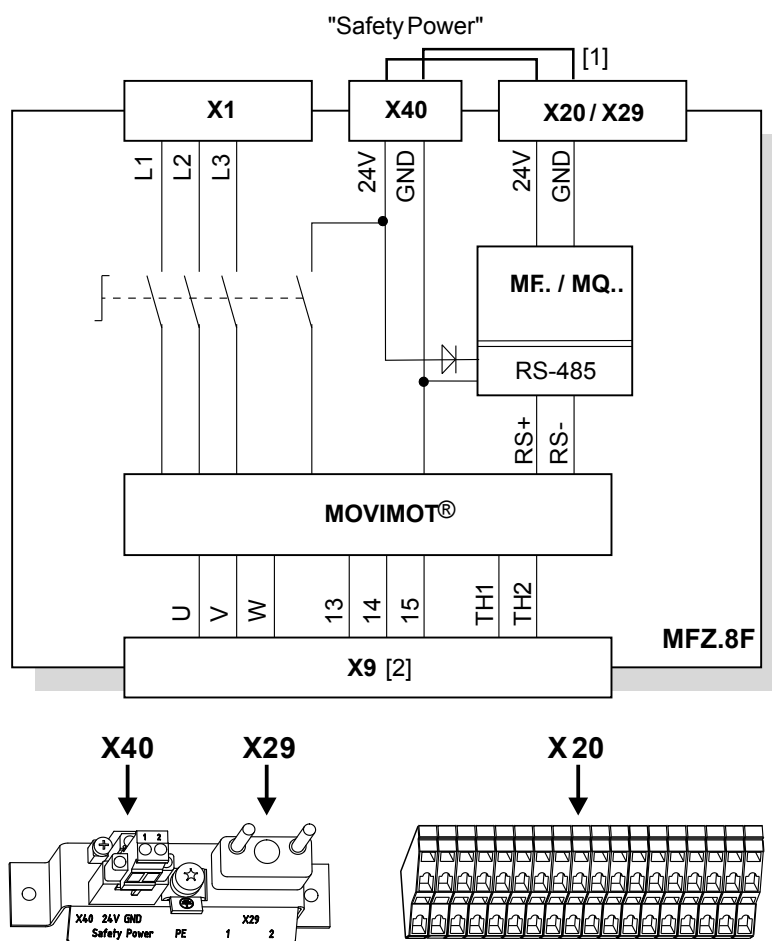 "Safety Power"
[1]
X1
X40
X20 / X29
L1
L2
L3
24V
GND
24V
GND
MF.. / MQ..
RS-485
RS+
RS-
MOVIMOT®
U
V
W
13
14
15
TH1
TH2
MFZ.8F
X9 [2]
X40
X29
X 20
1 2
X40 24V GND X29
Safety Power PE 1 2